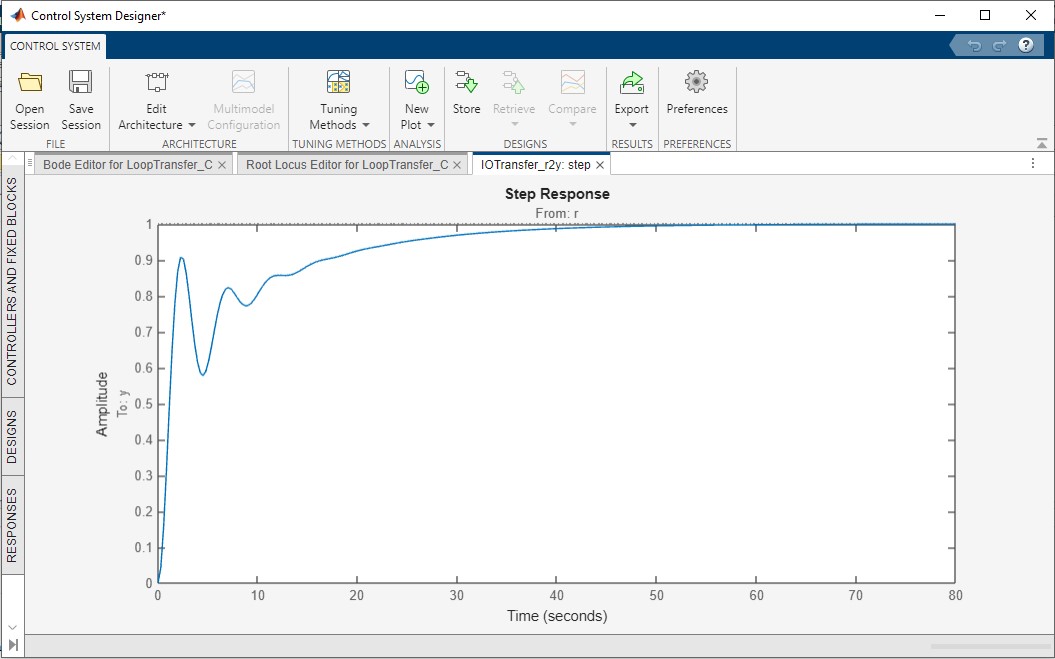 Control System Designer*
CONTROL SYSTEM
?
Open Session
Save Session
Edit Architecture
Multimodel Configuration
Tuning Methods
New Plot
Store
Retrieve
Compare
Export
Preferences
FILE
ARCHITECTURE
TUNING METHODS
ANALYSIS
DESIGNS
RESULTS
PREFERENCES
Bode Editor for LoopTransfer_C
Root Locus Editor for LoopTransfer_C
IOTransfer_r2y: step
CONTROLLERS AND FIXED BLOCKS
DESIGNS
RESPONSES
Step Response
From: r
Amplitude
To: y
1
0.9
0.8
0.7
0.6
0.5
0.4
0.3
0.2
0.1
0
0 10 20 30 40 50 60 70 80
Time (seconds)